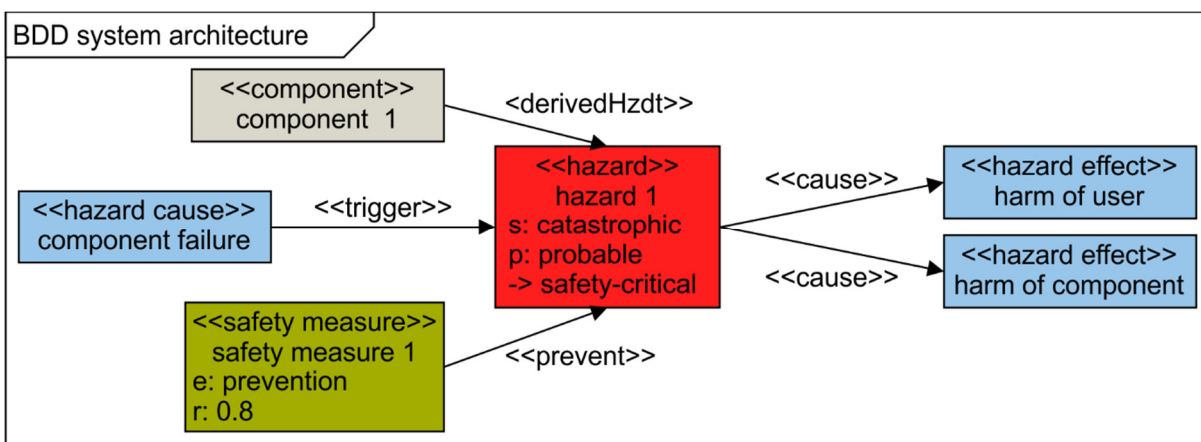 BDD system architecture
<<component>>
component 1
<derivedHzdt>>
<<hazard>>
hazard 1
s: catastrophic
p: probable
-> safety-critical
<<hazard cause>>
component failure
<<trigger>>
<<safety measure>>
safety measure 1
e: prevention
r: 0.8
<<prevent>>
<<cause>>
<<hazard effect>>
harm of user
<<cause>>
<<hazard effect>>
harm of component